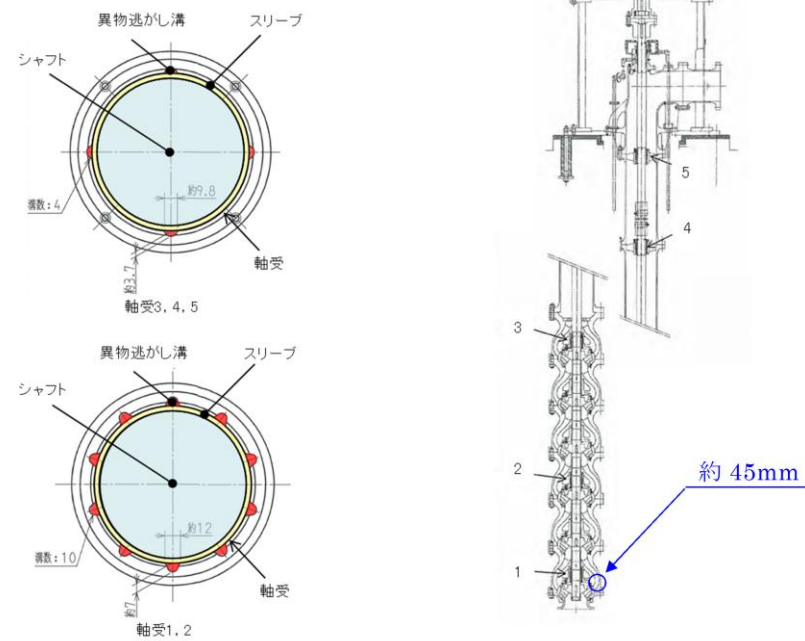 異物逃がし溝
スリーブ
シャフト
約9.8
溝数:4
軸受
約3.7
軸受3,4,5
異物逃がし溝
スリーブ
シャフト
約12
溝数:10
軸受
約7
軸受1,2
5
4
3
2
1
約 45mm